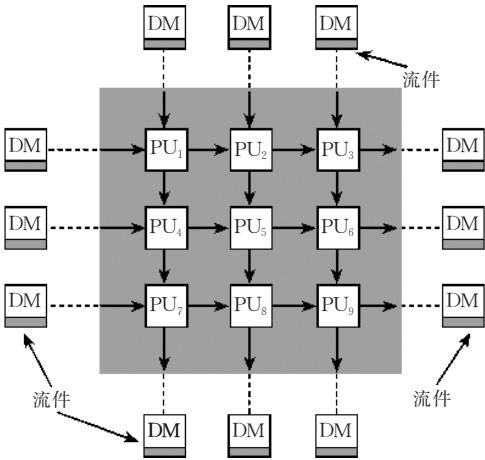 DM DM DM
流件
DM PU₁ PU₂ PU₃ DM
DM PU₄ PU₅ PU₆ DM
DM PU₇ PU₈ PU₉ DM
流件 流件
DM DM DM